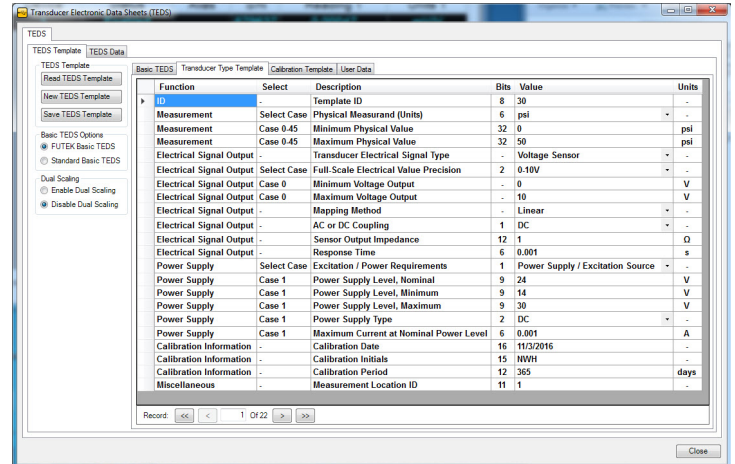 Transducer Electronic Data Sheets (TEDS)
TEDS
TEDS Template TEDS Data
TEDS Template
Read TEDS Template
New TEDS Template
Save TEDS Template
Basic TEDS Options
FUTEK Basic TEDS
Standard Basic TEDS
Dual Scaling
Enable Dual Scaling
Disable Dual Scaling
Basic TEDS Transducer Type Template Calibration Template User Data
Function Select Description Bits Value Units
ID - Template ID 8 30 -
Measurement Select Case Physical Measurand (Units) 6 psi -
Measurement Case 0-45 Minimum Physical Value 32 0 psi
Measurement Case 0-45 Maximum Physical Value 32 50 psi
Electrical Signal Output - Transducer Electrical Signal Type - Voltage Sensor -
Electrical Signal Output Select Case Full-Scale Electrical Value Precision 2 0-10V -
Electrical Signal Output Case 0 Minimum Voltage Output - 0 V
Electrical Signal Output Case 0 Maximum Voltage Output - 10 V
Electrical Signal Output - Mapping Method - Linear -
Electrical Signal Output - AC or DC Coupling 1 DC -
Electrical Signal Output - Sensor Output Impedance 12 1 Ω
Electrical Signal Output - Response Time 6 0.001 s
Power Supply Select Case Excitation / Power Requirements 1 Power Supply / Excitation Source -
Power Supply Case 1 Power Supply Level, Nominal 9 24 V
Power Supply Case 1 Power Supply Level, Minimum 9 14 V
Power Supply Case 1 Power Supply Level, Maximum 9 30 V
Power Supply Case 1 Power Supply Type 2 DC -
Power Supply Case 1 Maximum Current at Nominal Power Level 6 0.001 A
Calibration Information - Calibration Date 16 11/3/2016 -
Calibration Information - Calibration Initials 15 NWH -
Calibration Information - Calibration Period 12 365 days
Miscellaneous - Measurement Location ID 11 1 -
Record: << < 1 Of 22 > >>
Close